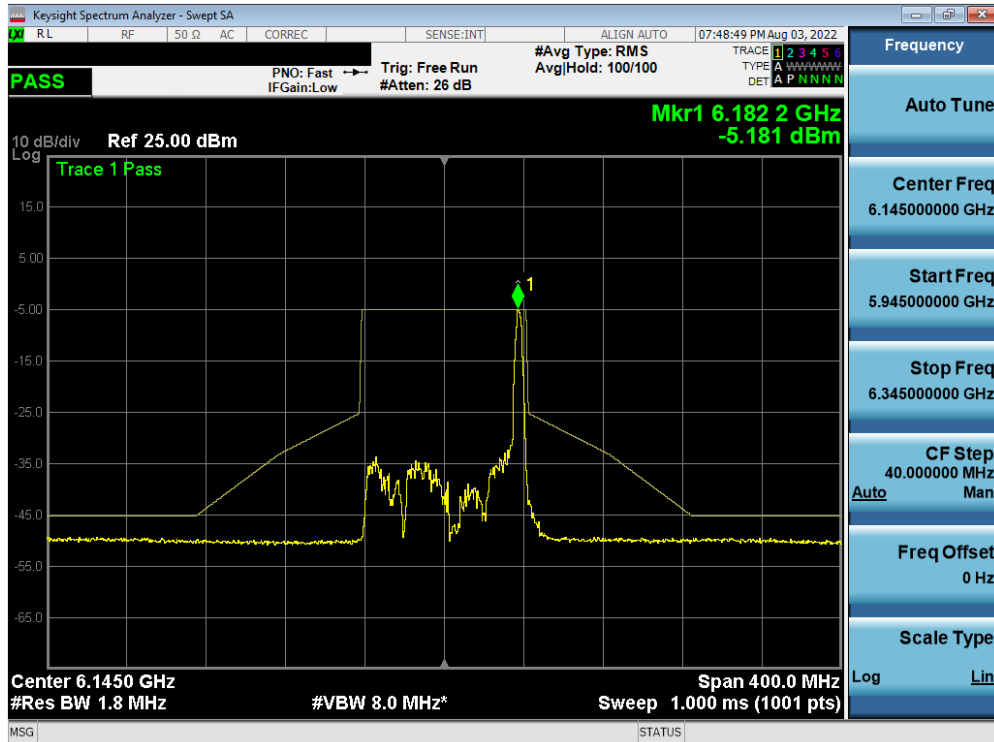 Keysight Spectrum Analyzer - Swept SA
LXI RL RF 50 Ω AC CORREC SENSE:INT ALIGN AUTO 07:48:49 PM Aug 03, 2022
PASS
PNO: Fast
IFGain:Low
Trig: Free Run
#Atten: 26 dB
#Avg Type: RMS
Avg|Hold: 100/100
TRACE 1 2 3 4 5 6
TYPE A WWWWW
DET A P N N N N
Mkr1 6.182 2 GHz
-5.181 dBm
10 dB/div Ref 25.00 dBm
Log
Trace 1 Pass
15.0
5.00
-5.00
-15.0
-25.0
-35.0
-45.0
-55.0
-65.0
1
Center 6.1450 GHz Span 400.0 MHz
#Res BW 1.8 MHz #VBW 8.0 MHz* Sweep 1.000 ms (1001 pts)
MSG STATUS
Frequency
Auto Tune
Center Freq
6.145000000 GHz
Start Freq
5.945000000 GHz
Stop Freq
6.345000000 GHz
CF Step
40.000000 MHz
Auto Man
Freq Offset
0 Hz
Scale Type
Log Lin